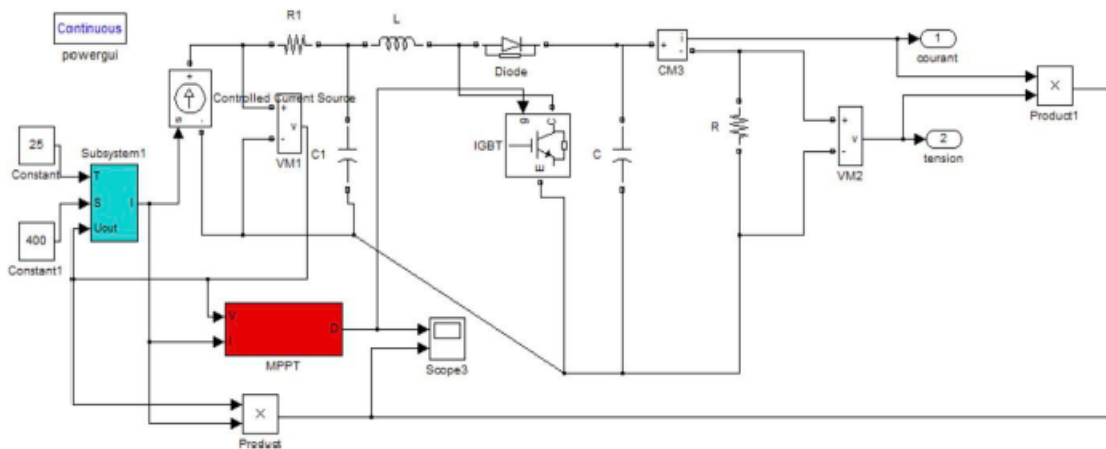 Continuous
powergui
R1
L
Diode
CM3
i
1
courant
Controlled Current Source
VM1
v
C1
g
C
E
IGBT
C
R
VM2
v
2
tension
Product1
25
Constant
Subsystem1
T
S
I
Uout
400
Constant1
V
I
D
MPPT
Scope3
Product